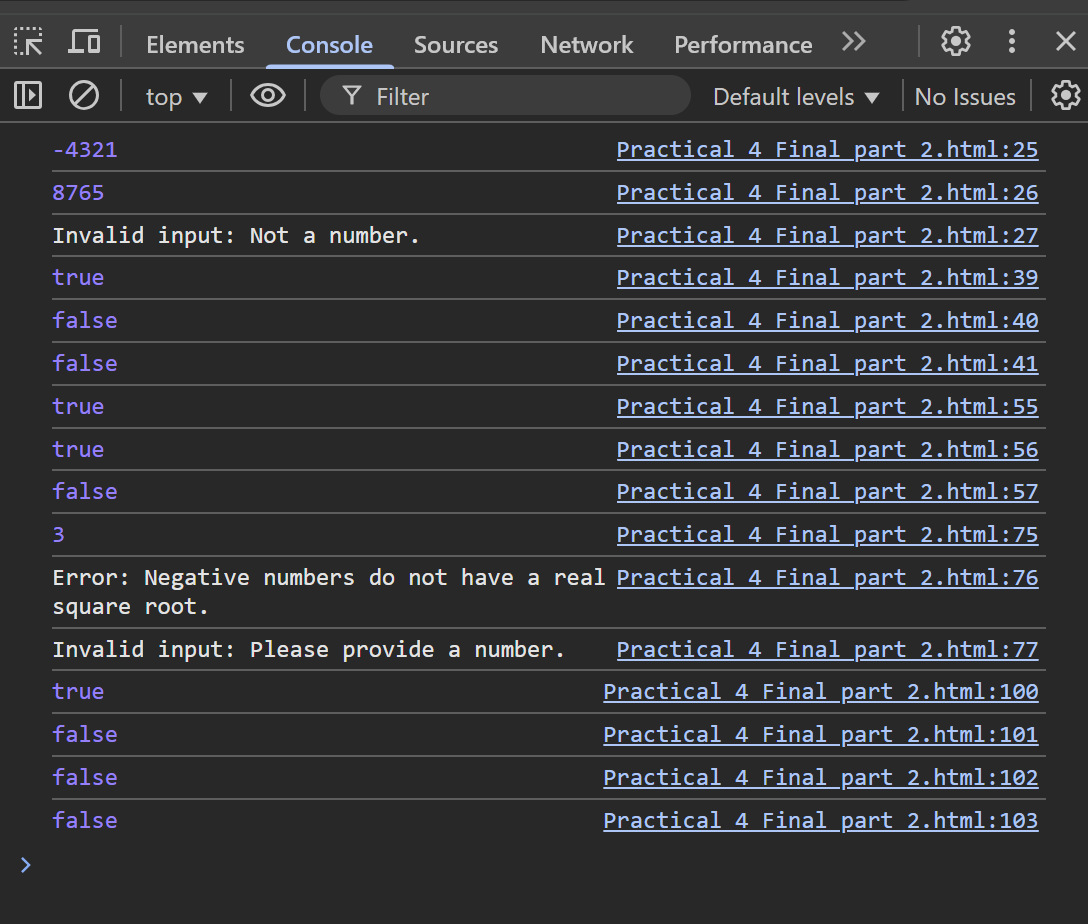 Elements Console Sources Network Performance
top Filter Default levels No Issues
-4321 Practical 4 Final part 2.html:25
8765 Practical 4 Final part 2.html:26
Invalid input: Not a number. Practical 4 Final part 2.html:27
true Practical 4 Final part 2.html:39
false Practical 4 Final part 2.html:40
false Practical 4 Final part 2.html:41
true Practical 4 Final part 2.html:55
true Practical 4 Final part 2.html:56
false Practical 4 Final part 2.html:57
3 Practical 4 Final part 2.html:75
Error: Negative numbers do not have a real Practical 4 Final part 2.html:76
square root.
Invalid input: Please provide a number. Practical 4 Final part 2.html:77
true Practical 4 Final part 2.html:100
false Practical 4 Final part 2.html:101
false Practical 4 Final part 2.html:102
false Practical 4 Final part 2.html:103